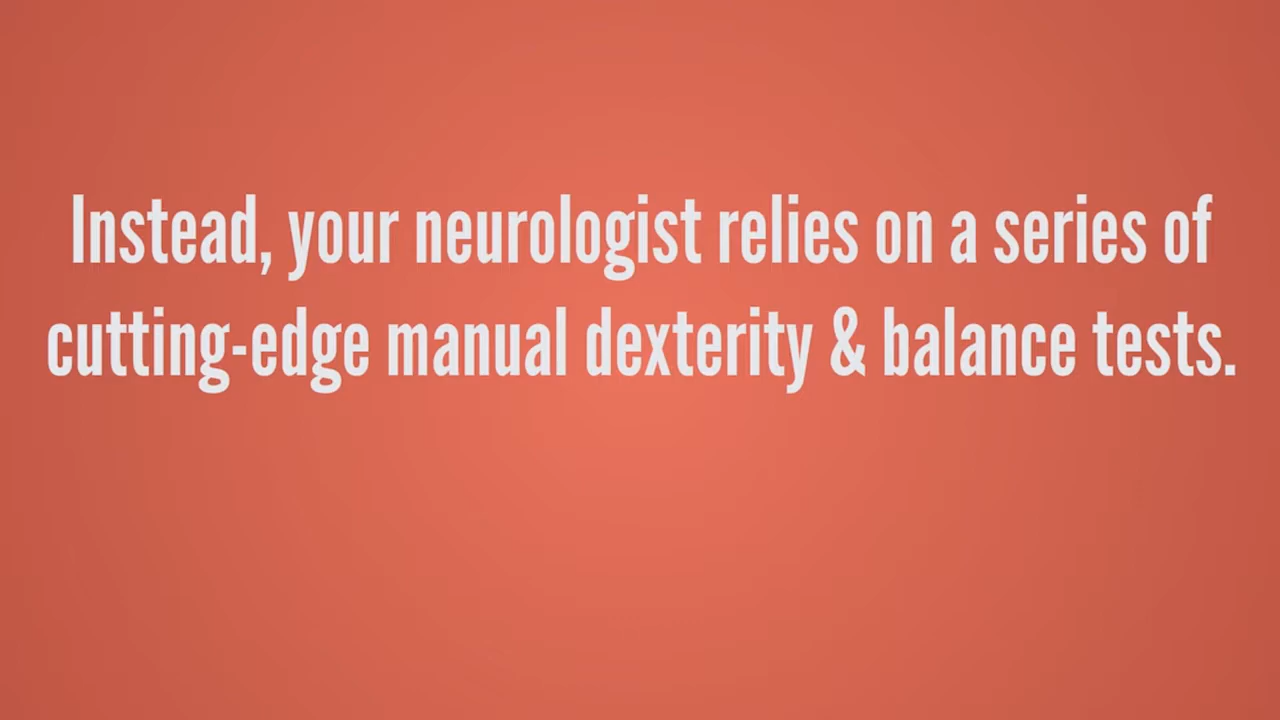 Instead, your neurologist relies on a series of
cutting-edge manual dexterity & balance tests.